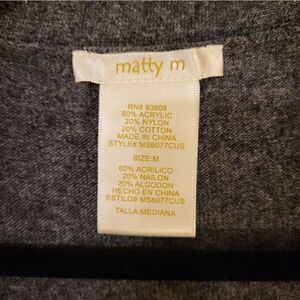 matty m
RN# 93608
60% ACRYLIC
20% NYLON
20% COTTON
MADE IN CHINA
STYLE# MS6077CUS
SIZE:M
60% ACRILICO
20% NAILON
20% ALGODON
HECHO EN CHINA
ESTILO# MS6077CUS
TALLA:MEDIANA